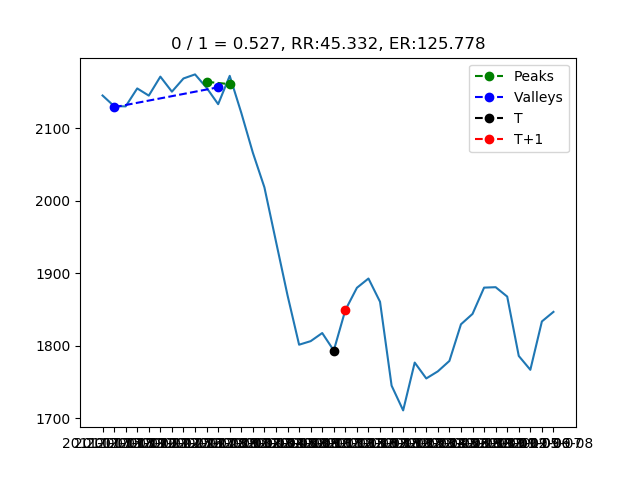 0 / 1 = 0.527, RR:45.332, ER:125.778
Peaks
Valleys
T
T+1
2100
2000
1900
1800
1700